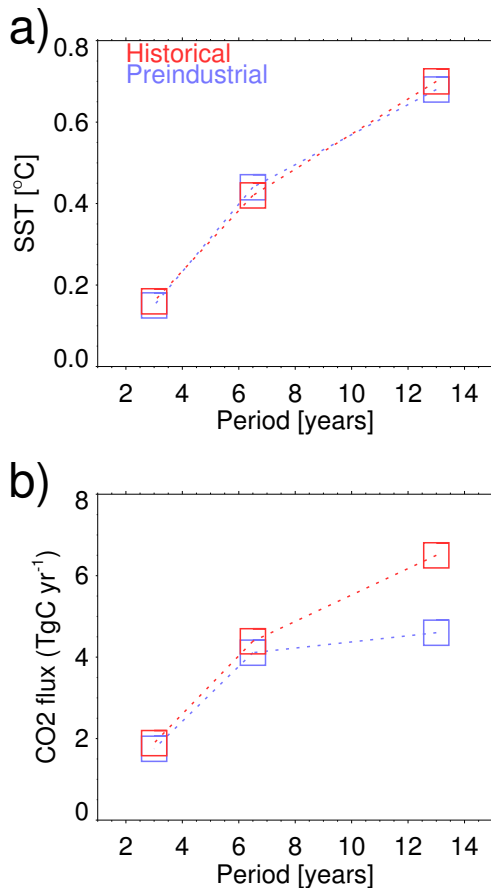 a)
Historical
Preindustrial
0.8
0.6
0.4
0.2
0.0
SST [°C]
2 4 6 8 10 12 14
Period [years]
b)
8
6
4
2
0
CO2 flux (TgC yr⁻¹)
2 4 6 8 10 12 14
Period [years]